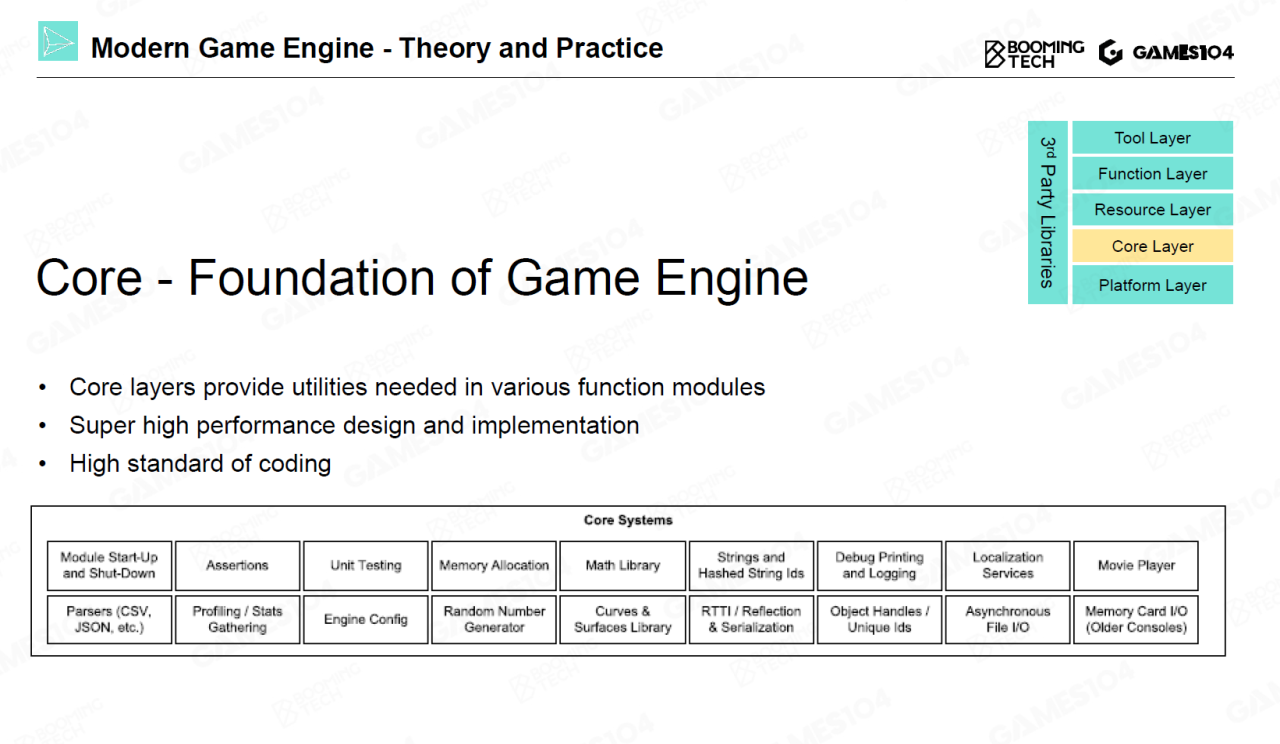 Modern Game Engine - Theory and Practice
BOOMING
TECH
GAMES104
3rd Party Libraries
Tool Layer
Function Layer
Resource Layer
Core Layer
Platform Layer
Core - Foundation of Game Engine
• Core layers provide utilities needed in various function modules
• Super high performance design and implementation
• High standard of coding
Core Systems
Module Start-Up
and Shut-Down
Assertions
Unit Testing
Memory Allocation
Math Library
Strings and
Hashed String Ids
Debug Printing
and Logging
Localization
Services
Movie Player
Parsers (CSV,
JSON, etc.)
Profiling / Stats
Gathering
Engine Config
Random Number
Generator
Curves &
Surfaces Library
RTTI / Reflection
& Serialization
Object Handles /
Unique Ids
Asynchronous
File I/O
Memory Card I/O
(Older Consoles)